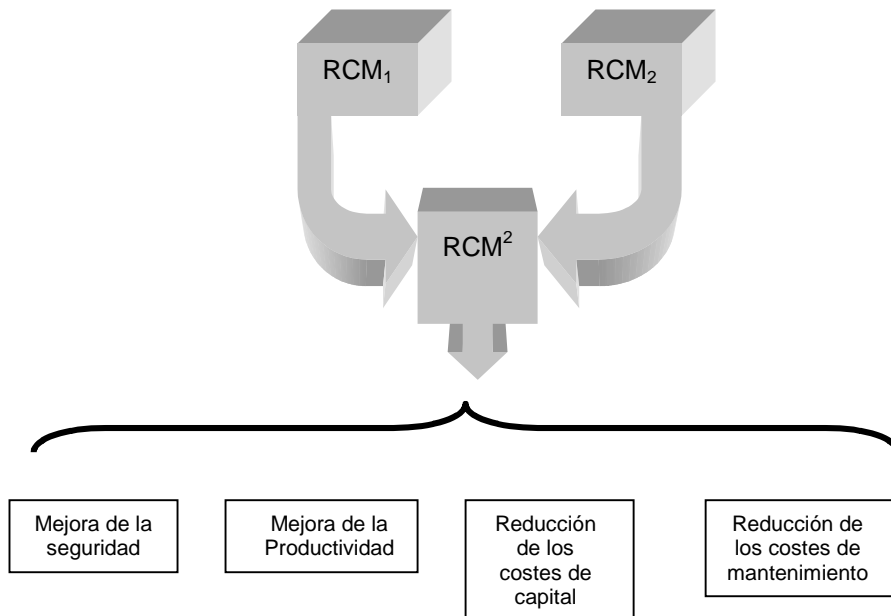 RCM₁
RCM₂
RCM²
Mejora de la
seguridad
Mejora de la
Productividad
Reducción
de los
costes de
capital
Reducción de
los costes de
mantenimiento